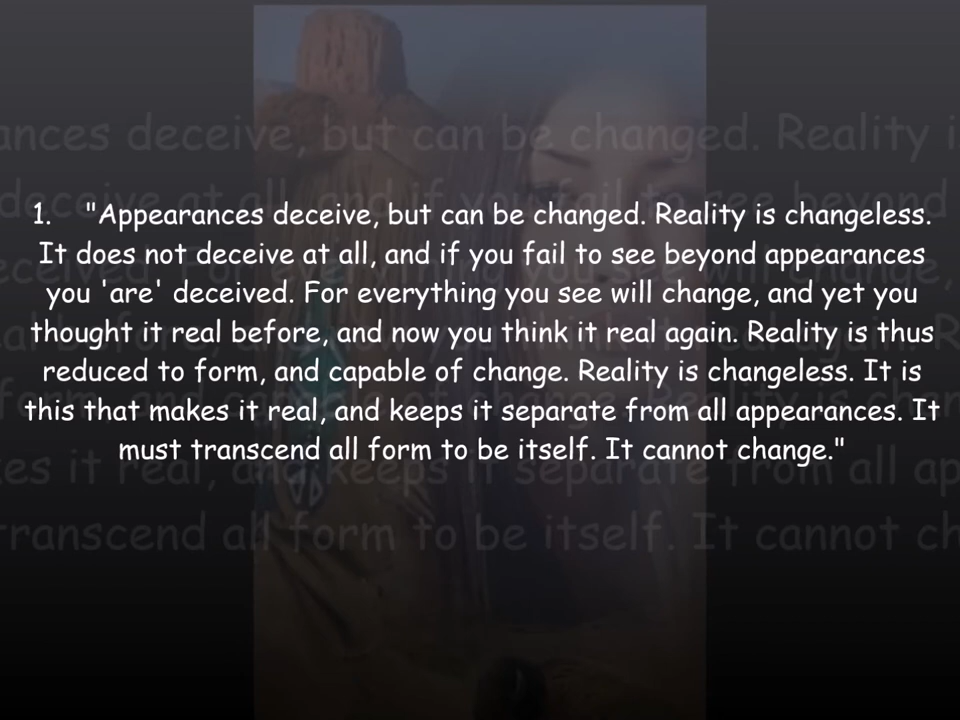 1. "Appearances deceive, but can be changed. Reality is changeless.
It does not deceive at all, and if you fail to see beyond appearances
you 'are' deceived. For everything you see will change, and yet you
thought it real before, and now you think it real again. Reality is thus
reduced to form, and capable of change. Reality is changeless. It is
this that makes it real, and keeps it separate from all appearances. It
must transcend all form to be itself. It cannot change."